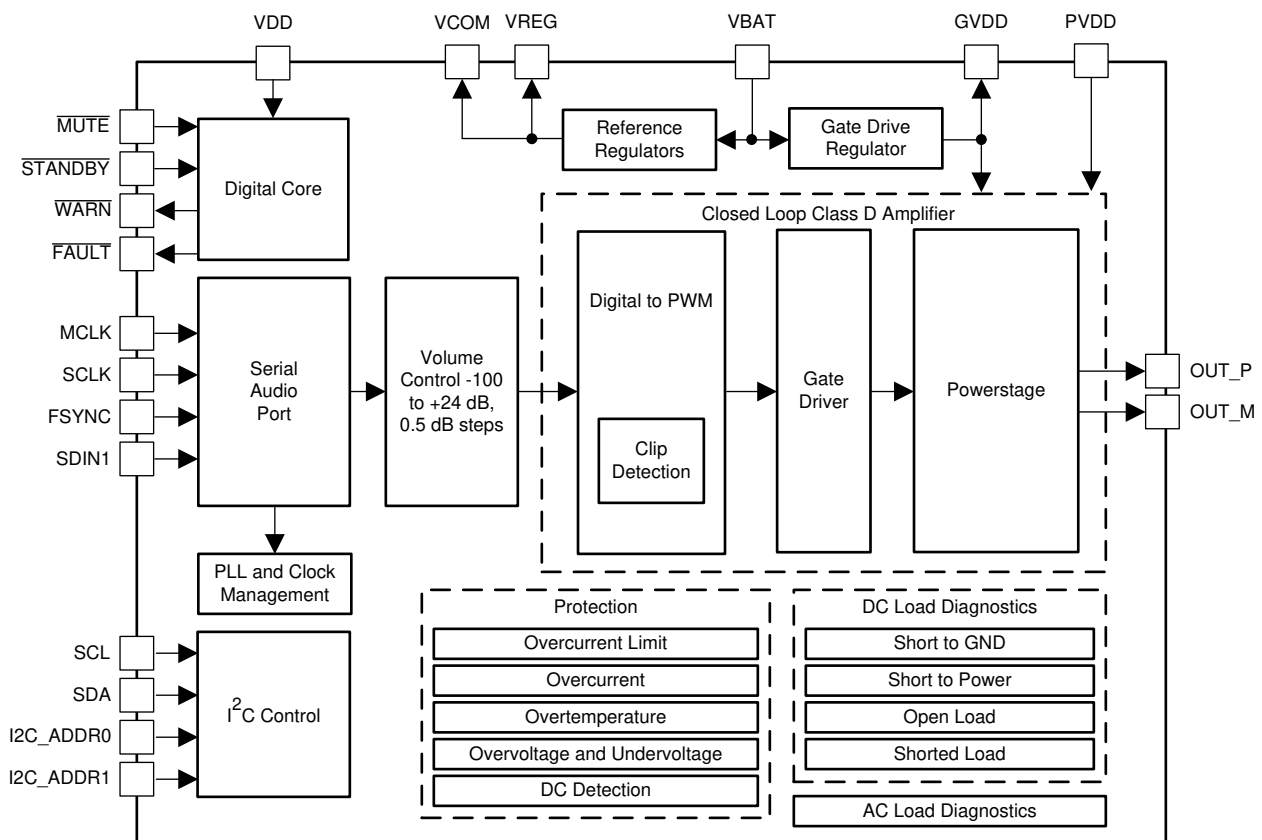 VDD
VCOM
VREG
VBAT
GVDD
PVDD
MUTE
STANDBY
WARN
FAULT
Digital Core
Reference
Regulators
Gate Drive
Regulator
Closed Loop Class D Amplifier
MCLK
SCLK
FSYNC
SDIN1
Serial
Audio
Port
Volume
Control -100
to +24 dB,
0.5 dB steps
Digital to PWM
Clip
Detection
Gate
Driver
Powerstage
OUT_P
OUT_M
PLL and Clock
Management
SCL
SDA
I2C_ADDR0
I2C_ADDR1
I²C Control
Protection
Overcurrent Limit
Overcurrent
Overtemperature
Overvoltage and Undervoltage
DC Detection
DC Load Diagnostics
Short to GND
Short to Power
Open Load
Shorted Load
AC Load Diagnostics